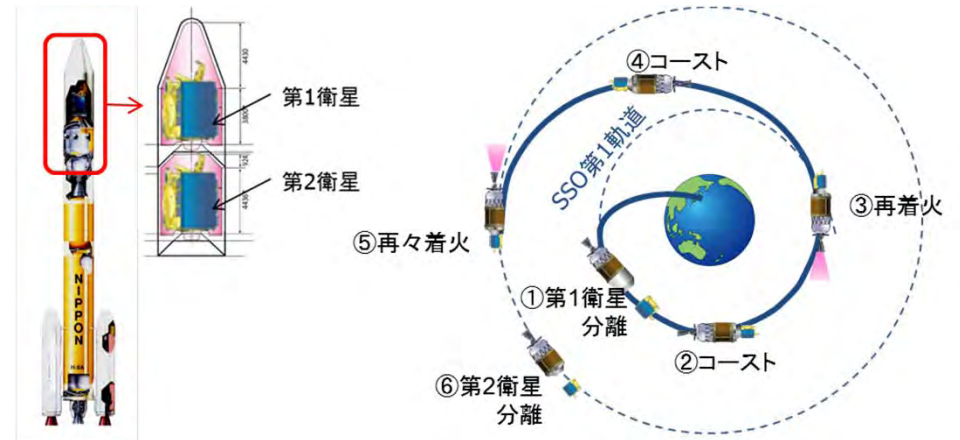 第1衛星
第2衛星
4430
3800
926
4430
NIPPON
④コースト
SSO第1軌道
③再着火
⑤再々着火
①第1衛星
分離
②コースト
⑥第2衛星
分離